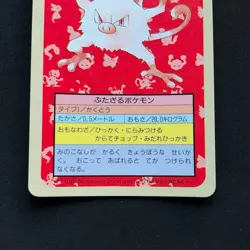 ぶたざるポケモン
タイプ/かくとう
たかさ/0.5メートル おもさ/28.0キログラム
おもなわざ/ひっかく・にらみつける
からてチョップ・みだれひっかき
みのこなしが かるく きょうぼうな せいか
く。 おこって あばれると てが つけられ
なくなる。